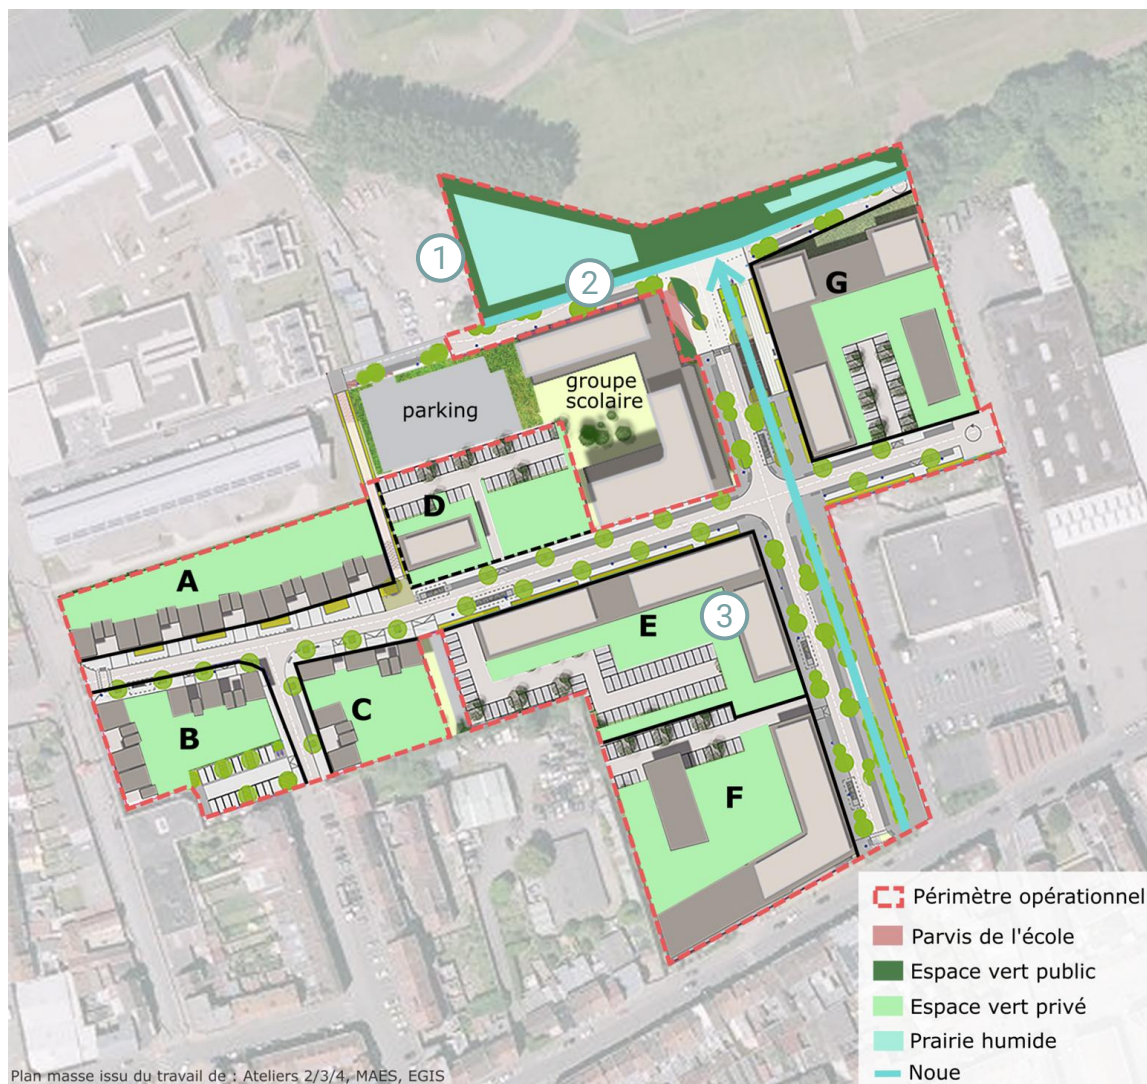 1
2
G
groupe
scolaire
parking
D
A
3
E
C
B
F
Périmètre opérationnel
Parvis de l'école
Espace vert public
Espace vert privé
Prairie humide
Noue
Plan masse issu du travail de : Ateliers 2/3/4, MAES, EGIS